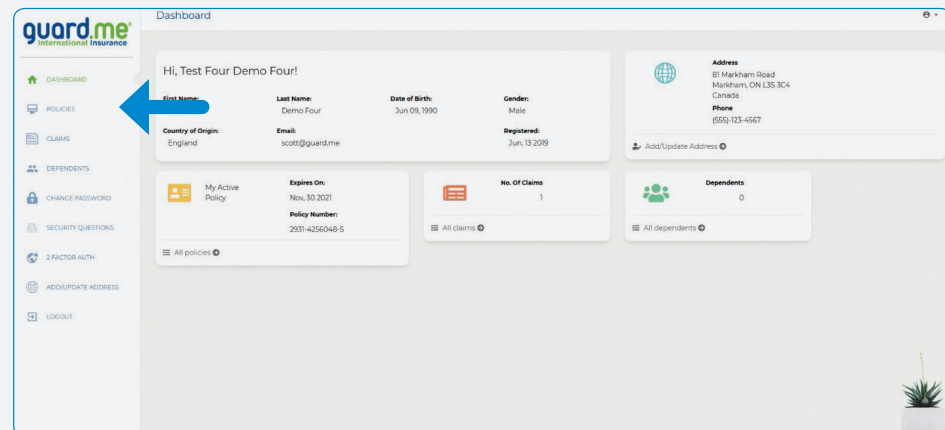 Dashboard
guard.me
International Insurance
DASHBOARD
POLICIES
CLAIMS
DEPENDENTS
CHANGE PASSWORD
SECURITY QUESTIONS
2 FACTOR AUTH
ADD/UPDATE ADDRESS
LOGOUT
Hi, Test Four Demo Four!
First Name:
Last Name:
Demo Four
Date of Birth:
Jun 09, 1990
Gender:
Male
Country of Origin:
England
Email:
scott@guard.me
Registered:
Jun, 13 2019
Address
81 Markham Road
Markham, ON L3S 3C4
Canada
Phone
(555)-123-4567
Add/Update Address
My Active
Policy
Expires On:
Nov, 30 2021
Policy Number:
2931-4256048-S
All policies
No. Of Claims
1
All claims
Dependents
0
All dependents